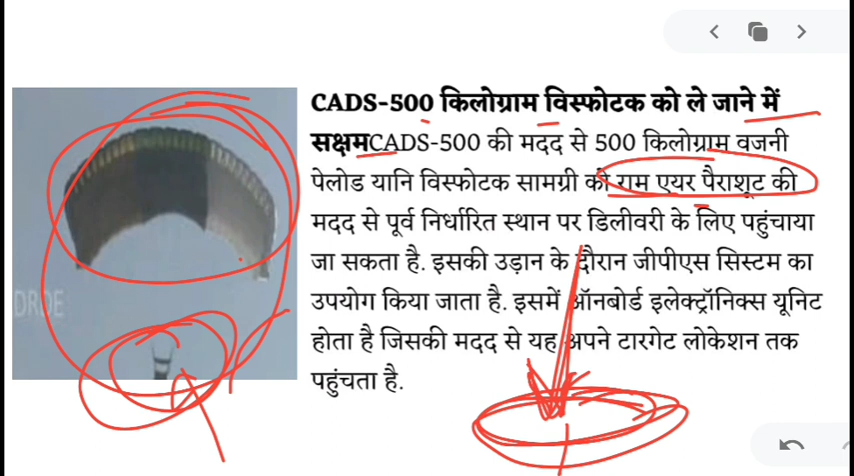 CADS-500 किलोग्राम विस्फोटक को ले जाने में
सक्षमCADS-500 की मदद से 500 किलोग्राम वजनी
पेलोड यानि विस्फोटक सामग्री को राम एयर पैराशूट की
मदद से पूर्व निर्धारित स्थान पर डिलीवरी के लिए पहुंचाया
जा सकता है. इसकी उड़ान के दौरान जीपीएस सिस्टम का
उपयोग किया जाता है. इसमें ऑनबोर्ड इलेक्ट्रॉनिक्स यूनिट
होता है जिसकी मदद से यह अपने टारगेट लोकेशन तक
पहुंचता है.
DRDE